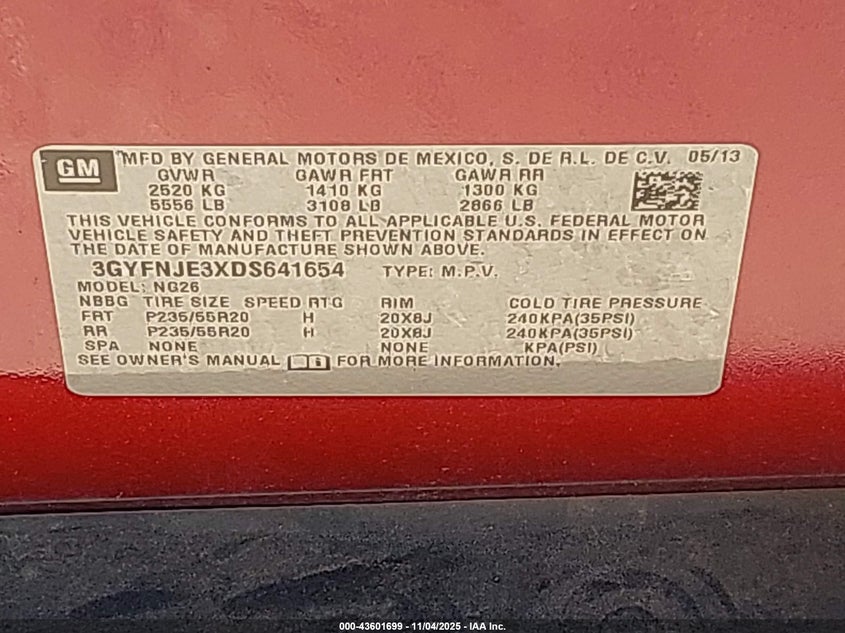 GM MFD BY GENERAL MOTORS DE MEXICO, S. DE R.L. DE C.V. 05/13
GVWR GAWR FRT GAWR RR
2520 KG 1410 KG 1300 KG
5556 LB 3108 LB 2866 LB
THIS VEHICLE CONFORMS TO ALL APPLICABLE U.S. FEDERAL MOTOR
VEHICLE SAFETY AND THEFT PREVENTION STANDARDS IN EFFECT ON
THE DATE OF MANUFACTURE SHOWN ABOVE.
3GYFNJE3XDS641654 TYPE: M.P.V.
MODEL: NG26
NBBG TIRE SIZE SPEED RTG RIM COLD TIRE PRESSURE
FRT P235/55R20 H 20X8J 240KPA(35PSI)
RR P235/55R20 H 20X8J 240KPA(35PSI)
SPA NONE NONE KPA(PSI)
SEE OWNER'S MANUAL FOR MORE INFORMATION.
000-43601699 - 11/04/2025 - IAA Inc.